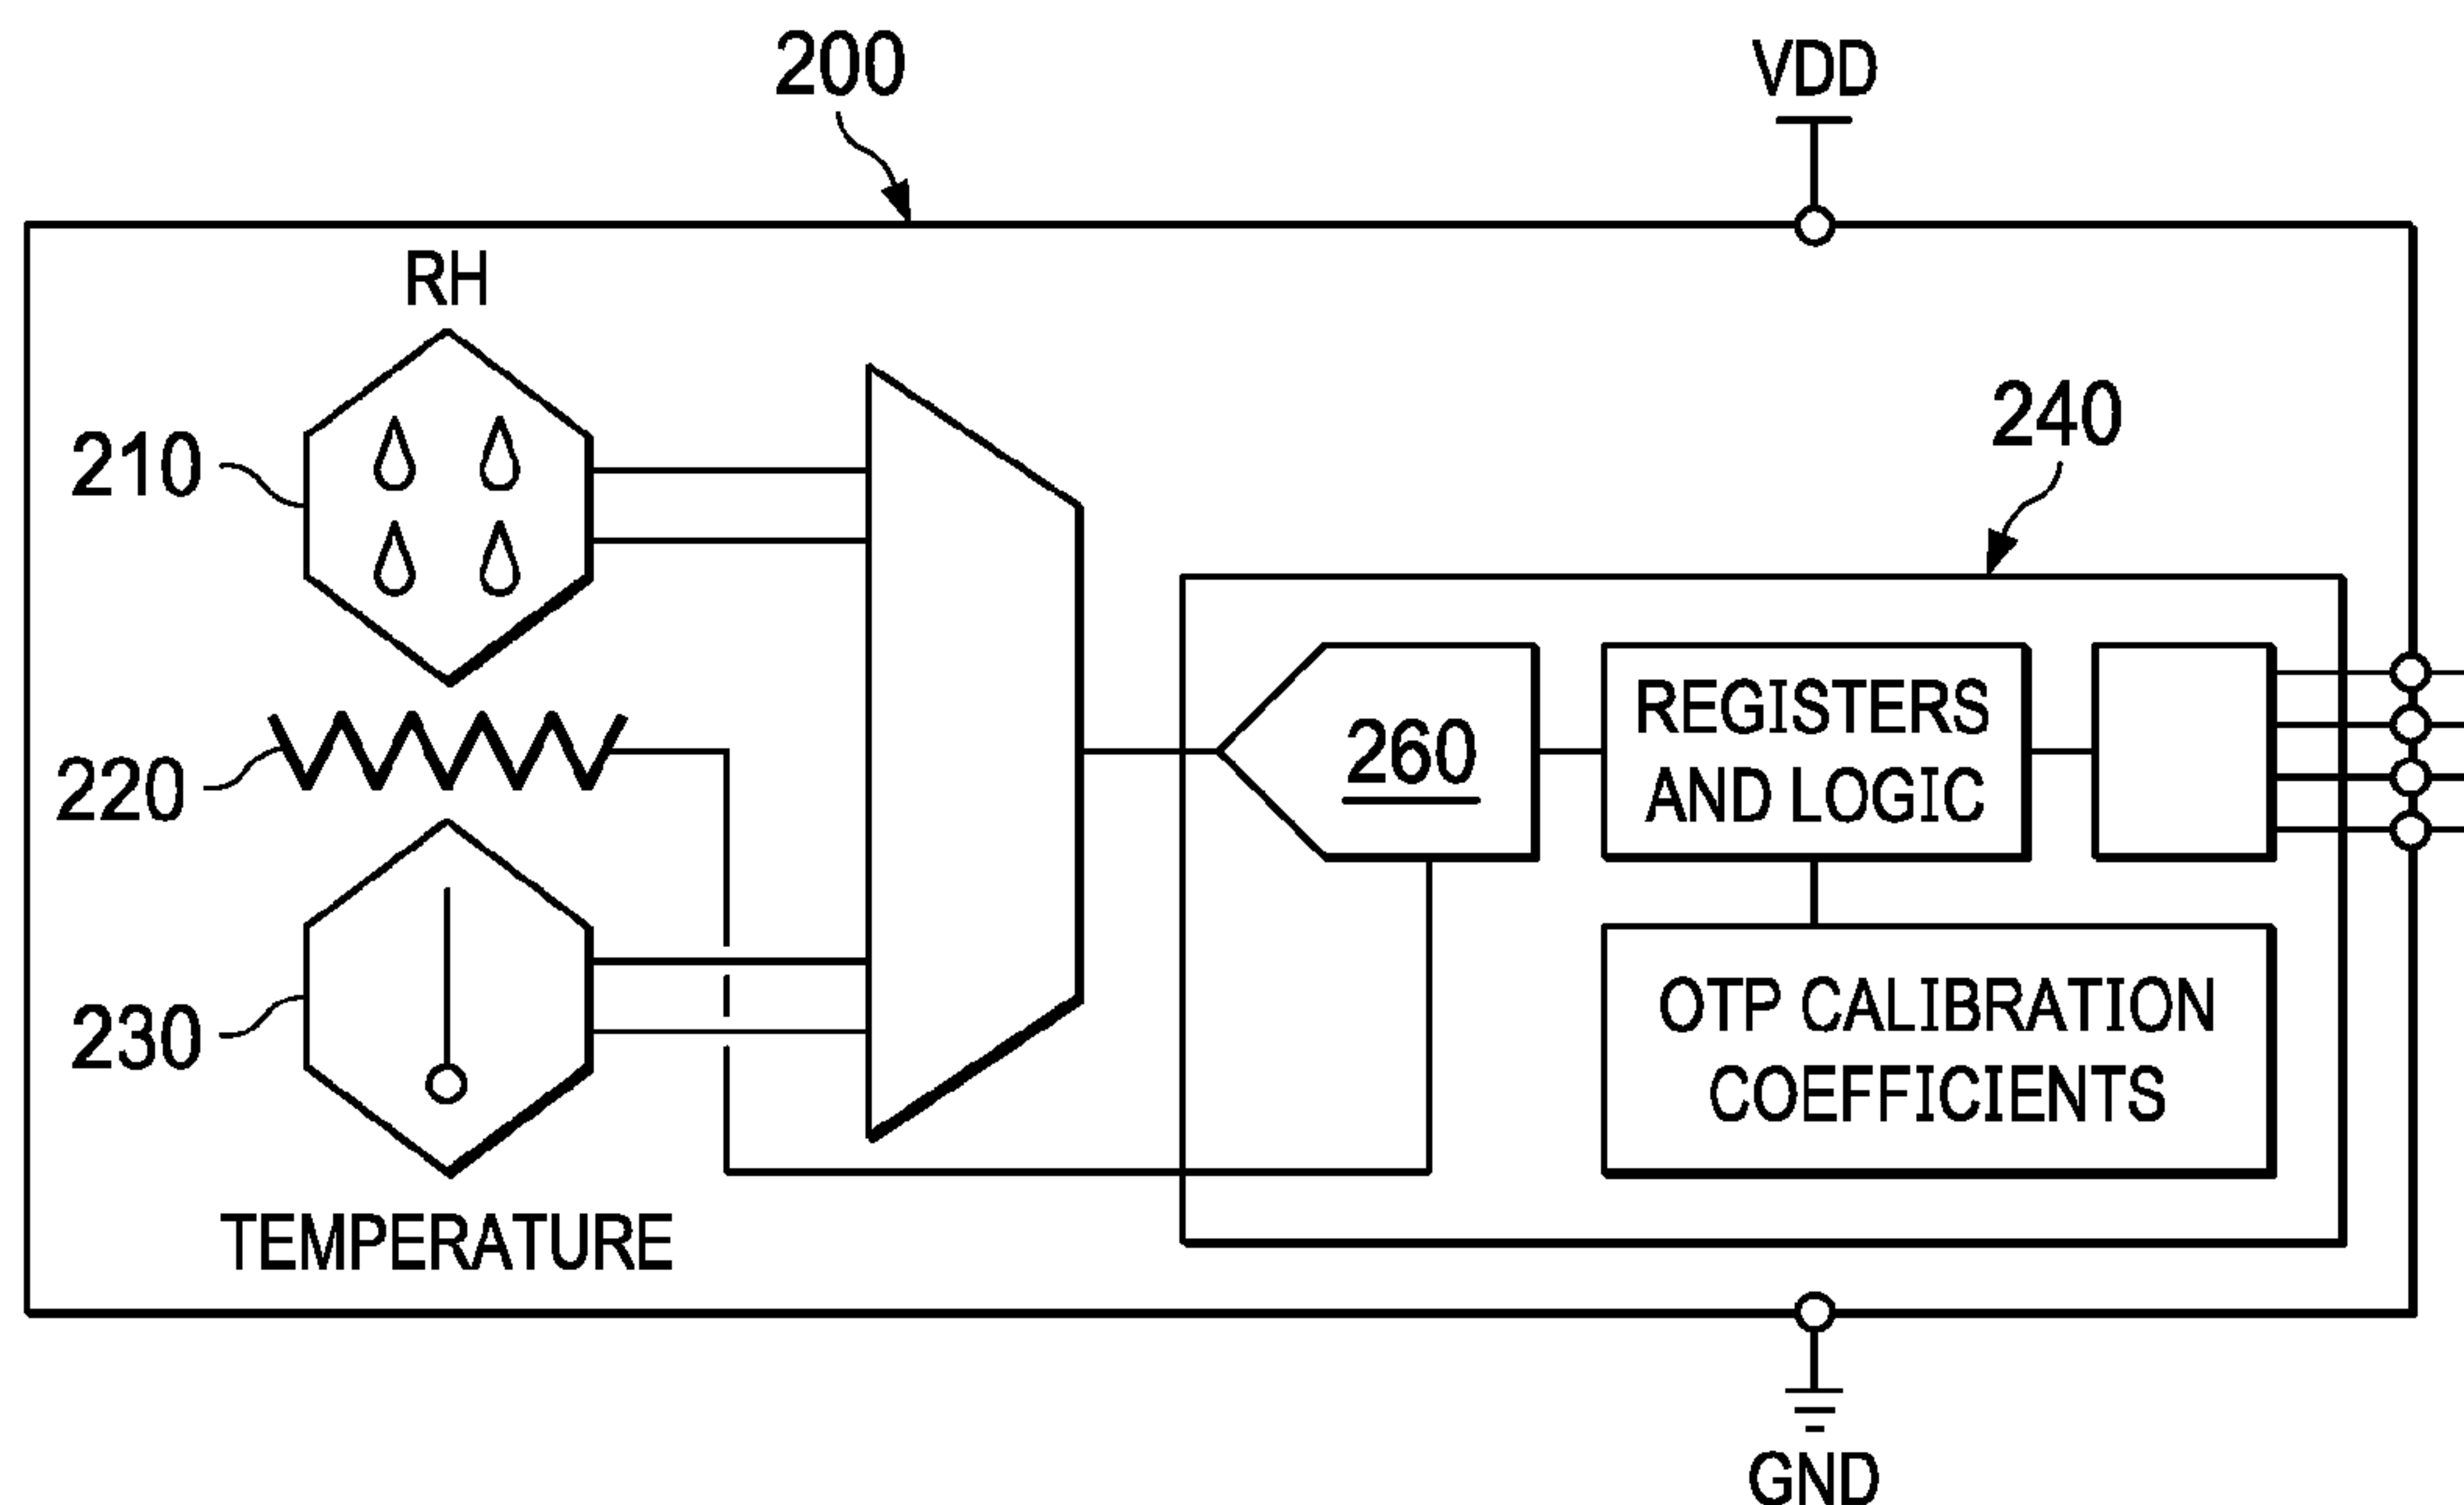 200
VDD
RH
210
240
220
260
REGISTERS
AND LOGIC
230
OTP CALIBRATION
COEFFICIENTS
TEMPERATURE
GND